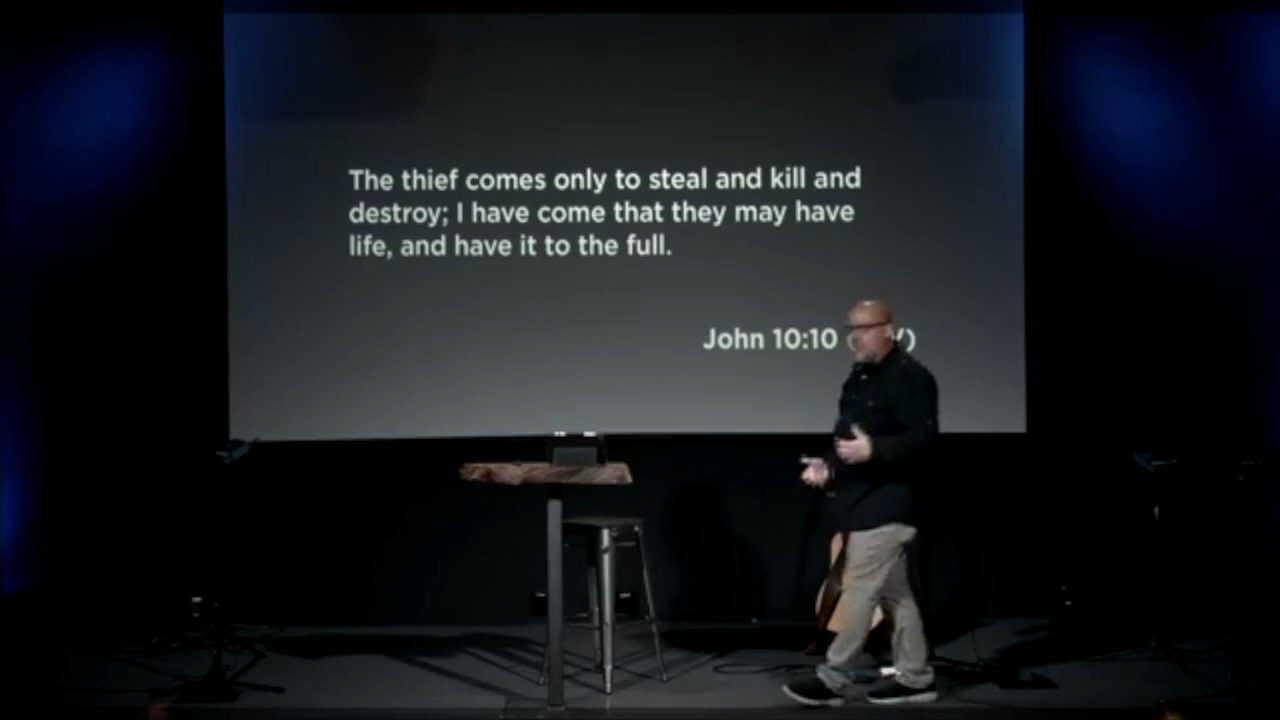 The thief comes only to steal and kill and
destroy; I have come that they may have
life, and have it to the full.
John 10:10